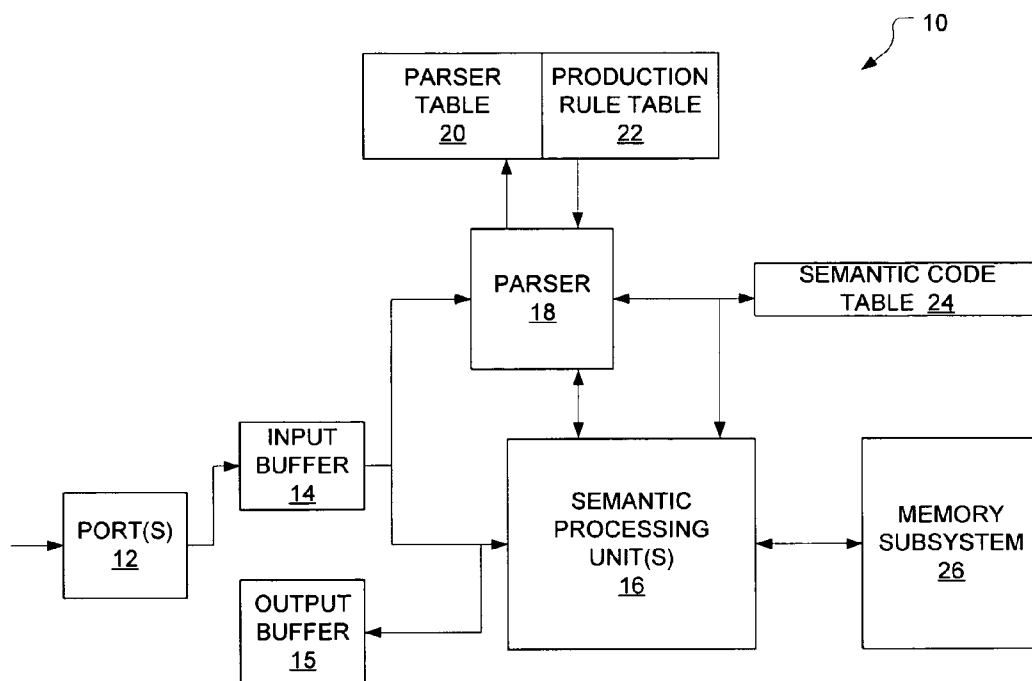 10
PARSER
TABLE
20
PRODUCTION
RULE TABLE
22
PARSER
18
SEMANTIC CODE
TABLE 24
INPUT
BUFFER
14
PORT(S)
12
SEMANTIC
PROCESSING
UNIT(S)
16
MEMORY
SUBSYSTEM
26
OUTPUT
BUFFER
15